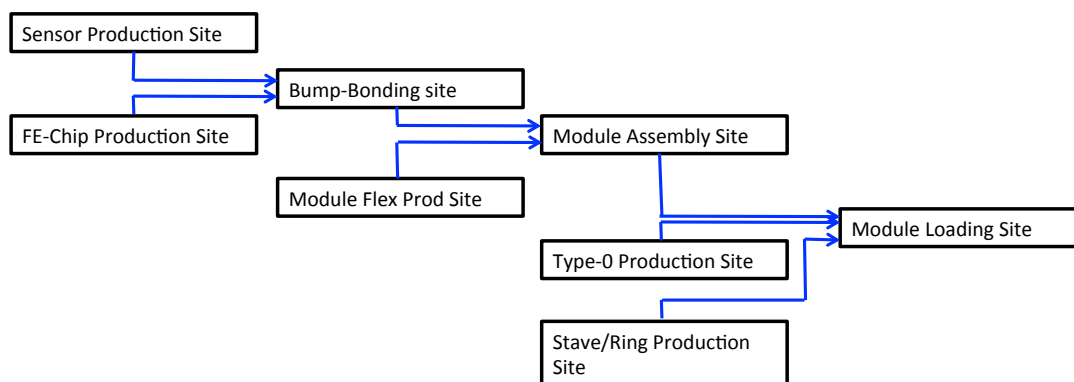 Sensor Production Site
Bump-Bonding site
FE-Chip Production Site
Module Assembly Site
Module Flex Prod Site
Module Loading Site
Type-0 Production Site
Stave/Ring Production
Site